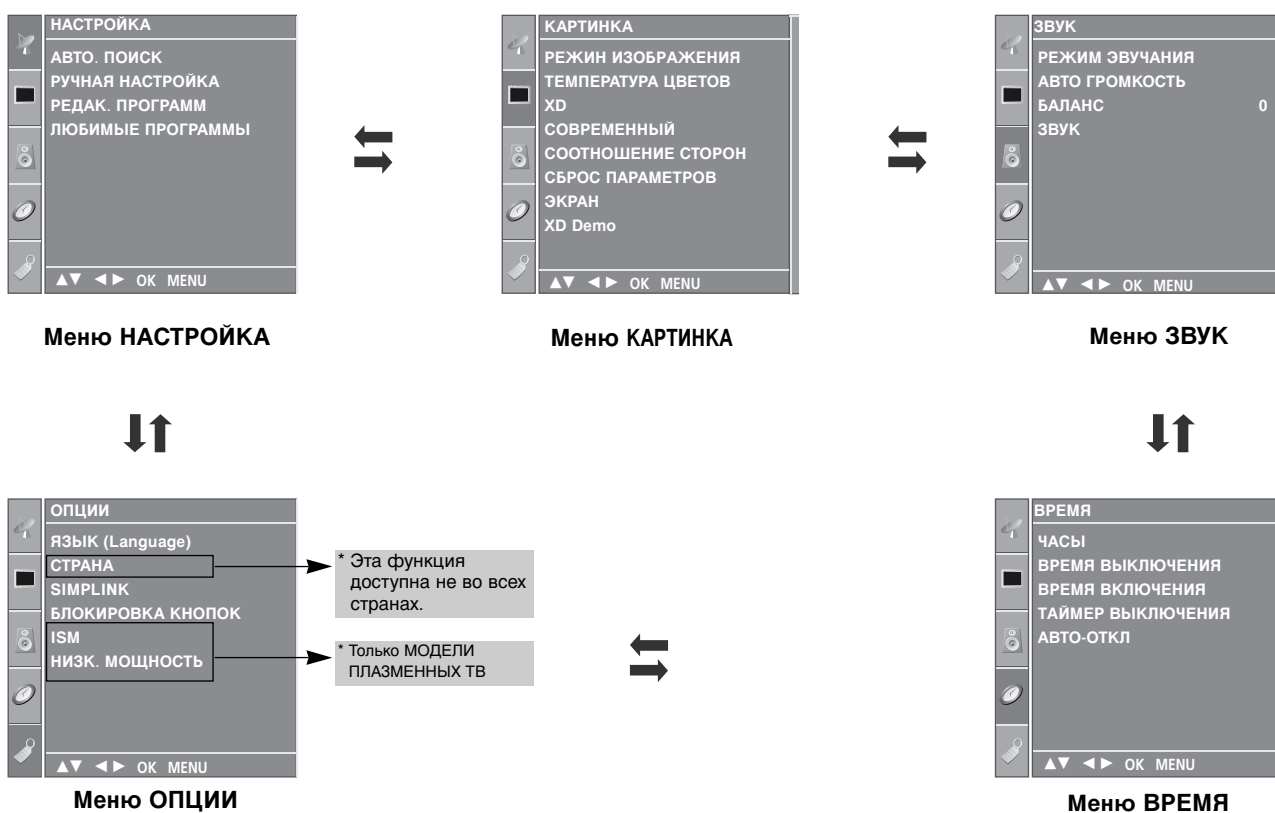 НАСТРОЙКА
АВТО. ПОИСК
РУЧНАЯ НАСТРОЙКА
РЕДАК. ПРОГРАММ
ЛЮБИМЫЕ ПРОГРАММЫ
▲▼ ◄► OK MENU
Меню НАСТРОЙКА
КАРТИНКА
РЕЖИН ИЗОБРАЖЕНИЯ
ТЕМПЕРАТУРА ЦВЕТОВ
XD
СОВРЕМЕННЫЙ
СООТНОШЕНИЕ СТОРОН
СБРОС ПАРАМЕТРОВ
ЭКРАН
XD Demo
▲▼ ◄► OK MENU
Меню КАРТИНКА
ЗВУК
РЕЖИМ ЭВУЧАНИЯ
АВТО ГРОМКОСТЬ
БАЛАНС 0
ЗВУК
▲▼ ◄► OK MENU
Меню ЗВУК
ОПЦИИ
ЯЗЫК (Language)
СТРАНА
SIMPLINK
БЛОКИРОВКА КНОПОК
ISM
НИЗК. МОЩНОСТЬ
▲▼ ◄► OK MENU
Меню ОПЦИИ
* Эта функция
доступна не во всех
странах.
* Только МОДЕЛИ
ПЛАЗМЕННЫХ ТВ
ВРЕМЯ
ЧАСЫ
ВРЕМЯ ВЫКЛЮЧЕНИЯ
ВРЕМЯ ВКЛЮЧЕНИЯ
ТАЙМЕР ВЫКЛЮЧЕНИЯ
АВТО-ОТКЛ
▲▼ ◄► OK MENU
Меню ВРЕМЯ